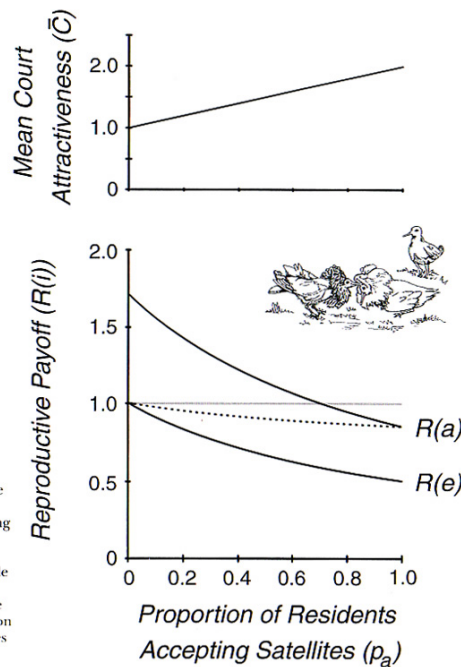 Mean Court
Attractiveness (C̄)
2.0
1.0
0
Reproductive Payoff (R(i))
2.0
1.5
1.0
0.5
0
R(a)
R(e)
0
0.2
0.4
0.6
0.8
1.0
Proportion of Residents
Accepting Satellites (pₐ)